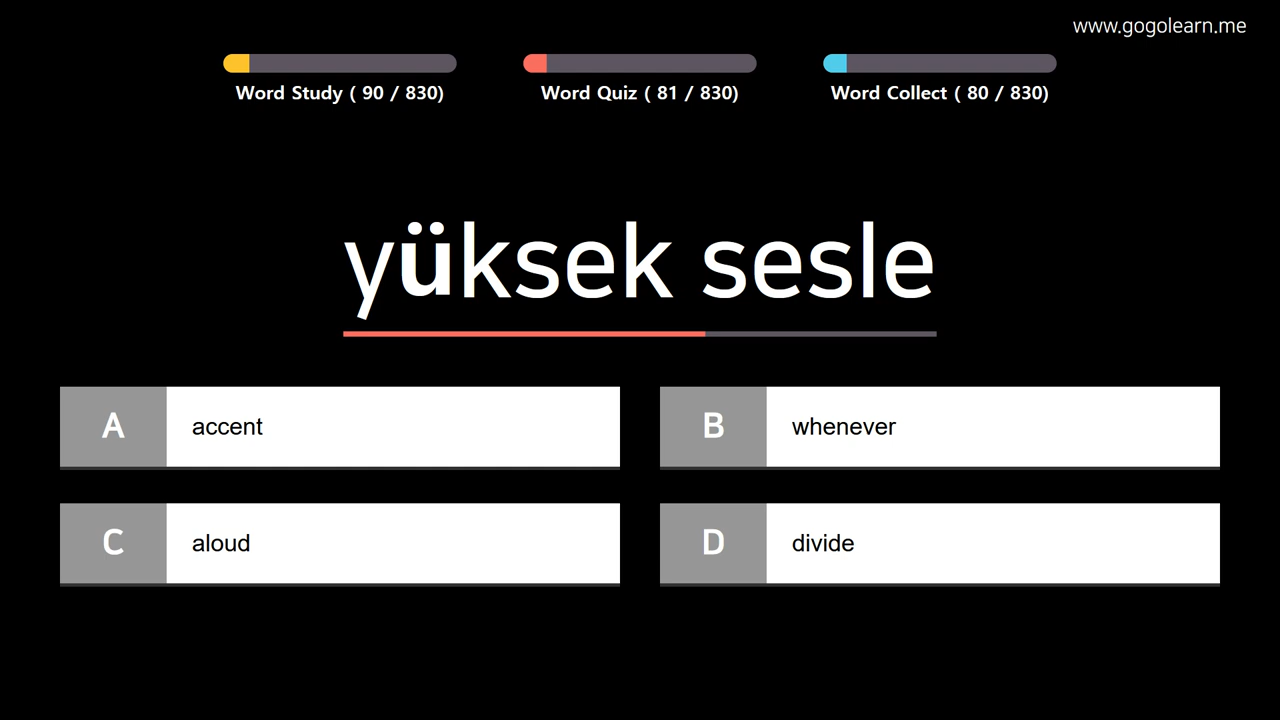 www.gogolearn.me
Word Study ( 90 / 830)
Word Quiz ( 81 / 830)
Word Collect ( 80 / 830)
yüksek sesle
A accent
B whenever
C aloud
D divide